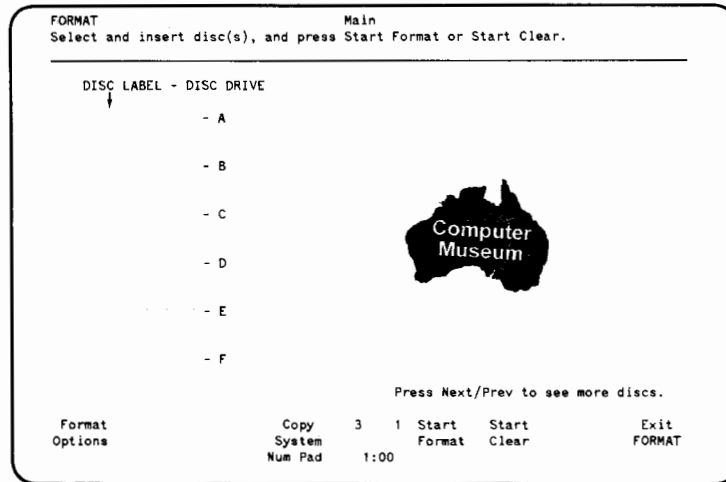 FORMAT Main
Select and insert disc(s), and press Start Format or Start Clear.
DISC LABEL - DISC DRIVE
- A
- B
- C
- D
- E
- F
Computer
Museum
Press Next/Prev to see more discs.
Format Copy 3 1 Start Start Exit
Options System Format Clear FORMAT
Num Pad 1:00